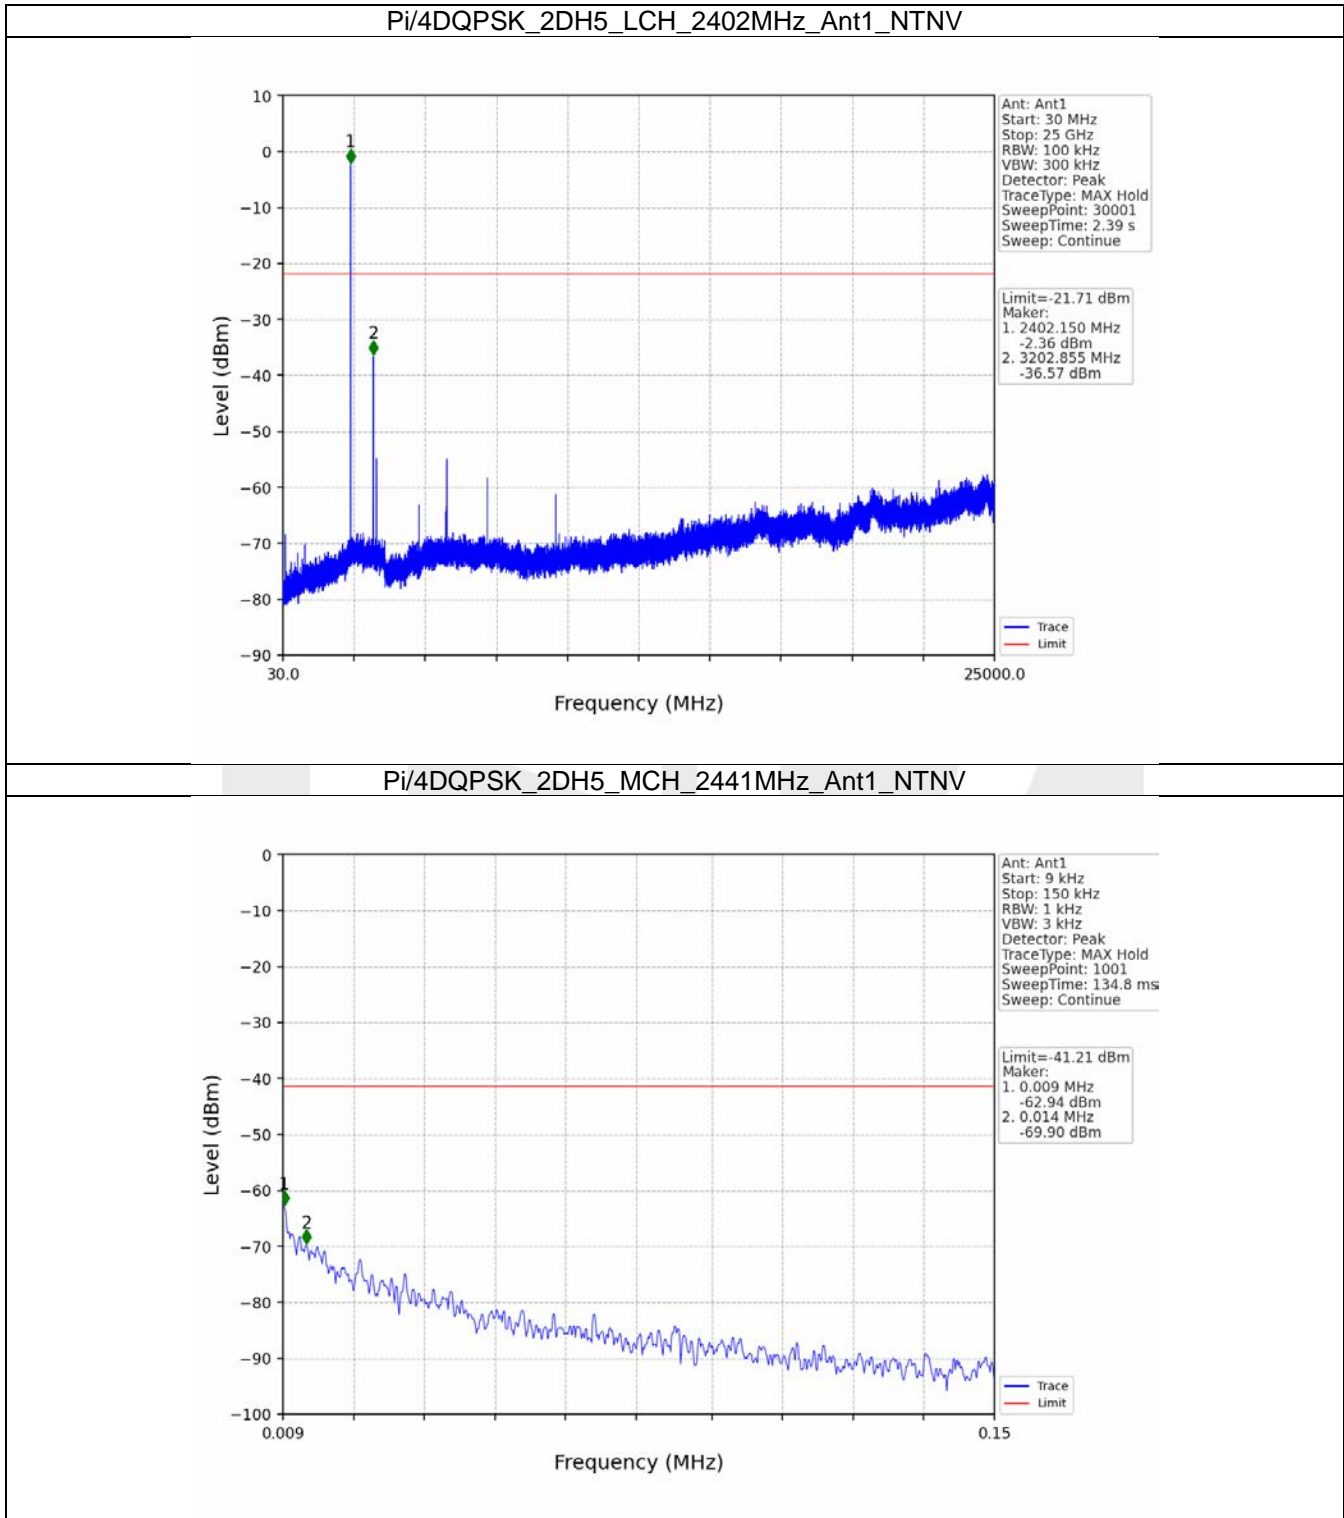 Pi/4DQPSK_2DH5_LCH_2402MHz_Ant1_NTNV
10
0
−10
−20
−30
−40
−50
−60
−70
−80
−90
Level (dBm)
1
2
30.0
25000.0
Frequency (MHz)
Ant: Ant1
Start: 30 MHz
Stop: 25 GHz
RBW: 100 kHz
VBW: 300 kHz
Detector: Peak
TraceType: MAX Hold
SweepPoint: 30001
SweepTime: 2.39 s
Sweep: Continue
Limit=-21.71 dBm
Maker:
1. 2402.150 MHz
-2.36 dBm
2. 3202.855 MHz
-36.57 dBm
Trace
Limit
Pi/4DQPSK_2DH5_MCH_2441MHz_Ant1_NTNV
0
−10
−20
−30
−40
−50
−60
−70
−80
−90
−100
Level (dBm)
1
2
0.009
0.15
Frequency (MHz)
Ant: Ant1
Start: 9 kHz
Stop: 150 kHz
RBW: 1 kHz
VBW: 3 kHz
Detector: Peak
TraceType: MAX Hold
SweepPoint: 1001
SweepTime: 134.8 ms
Sweep: Continue
Limit=-41.21 dBm
Maker:
1. 0.009 MHz
-62.94 dBm
2. 0.014 MHz
-69.90 dBm
Trace
Limit